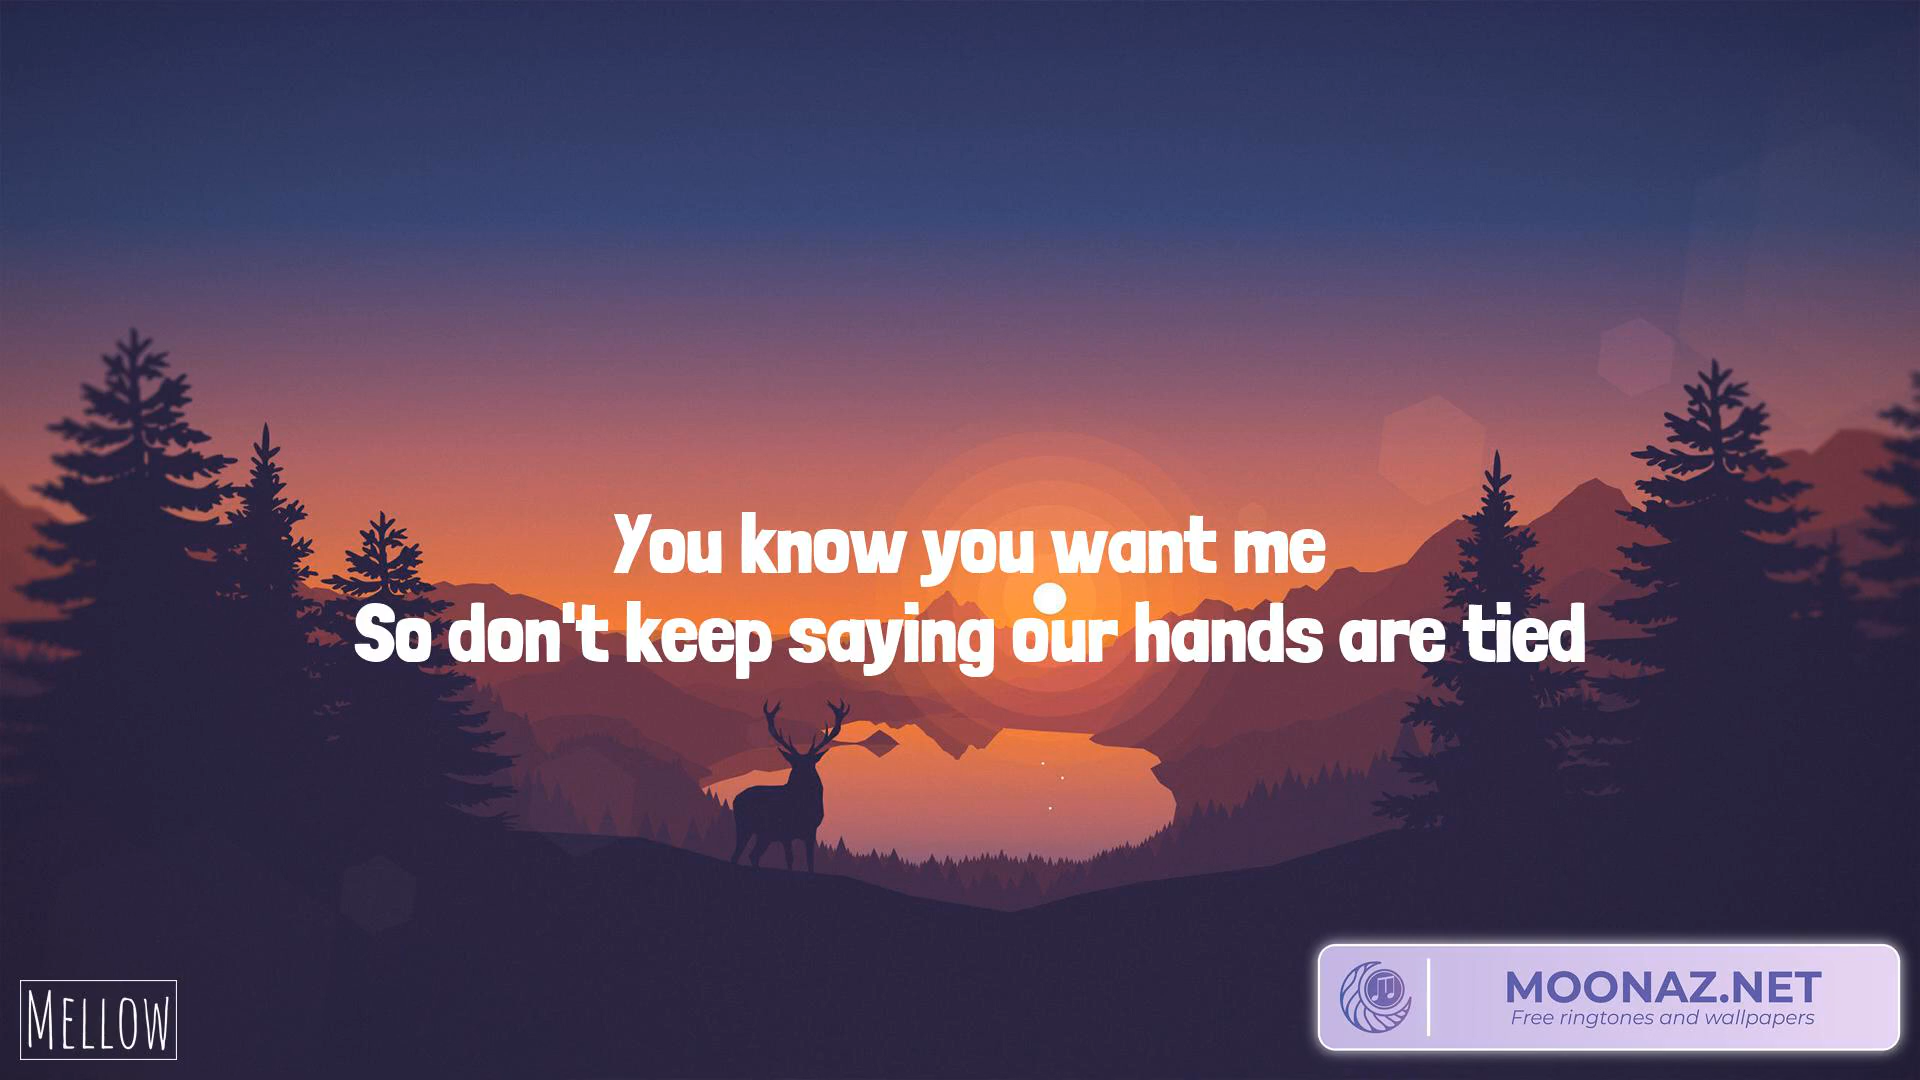 You know you want me
So don't keep saying our hands are tied
MELLOW
MOONAZ.NET
Free ringtones and wallpapers